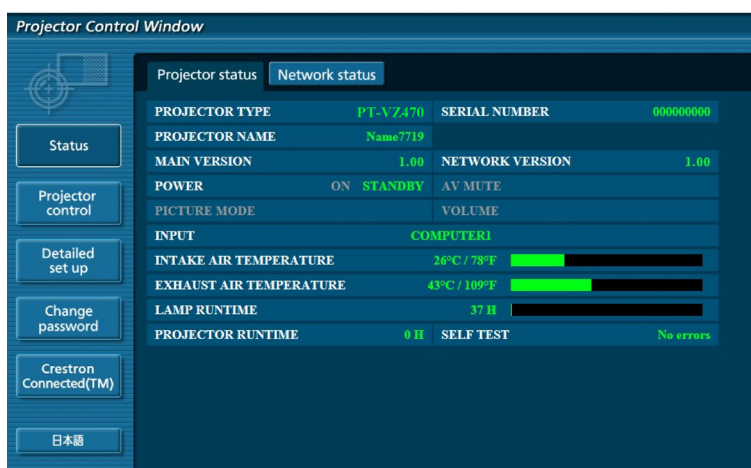 Projector Control Window
Projector status Network status
Status
Projector
control
Detailed
set up
Change
password
Crestron
Connected(TM)
日本語
PROJECTOR TYPE PT-VZ470 SERIAL NUMBER 000000000
PROJECTOR NAME Name7719
MAIN VERSION 1.00 NETWORK VERSION 1.00
POWER ON STANDBY AV MUTE
PICTURE MODE VOLUME
INPUT COMPUTER1
INTAKE AIR TEMPERATURE 26°C / 78°F
EXHAUST AIR TEMPERATURE 43°C / 109°F
LAMP RUNTIME 37 H
PROJECTOR RUNTIME 0 H SELF TEST No errors